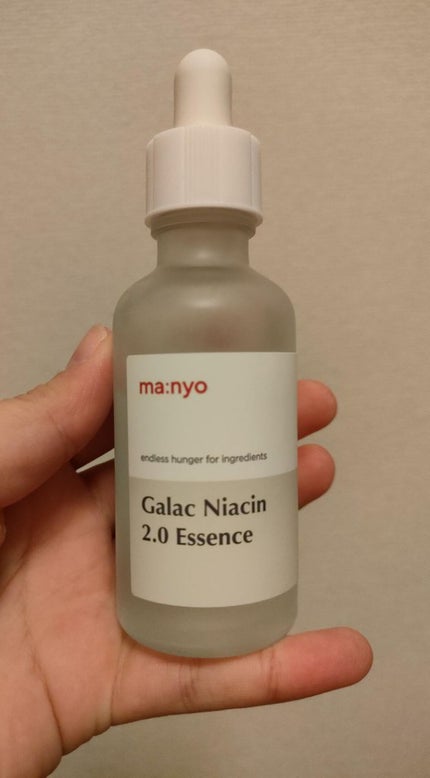 ma:nyo
endless hunger for ingredients
Galac Niacin
2.0 Essence